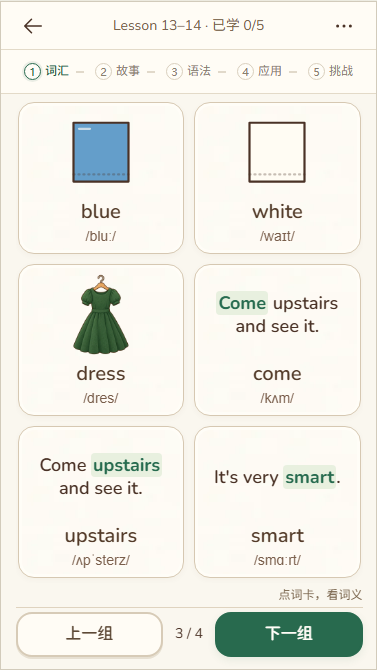 Lesson 13–14 · 已学 0/5
1 词汇 – 2 故事 – 3 语法 – 4 应用 – 5 挑战
blue
/bluː/
white
/waɪt/
dress
/dres/
Come upstairs
and see it.
come
/kʌm/
Come upstairs
and see it.
upstairs
/ʌpˈsterz/
It's very smart.
smart
/smɑːrt/
点词卡，看词义
上一组
3 / 4
下一组